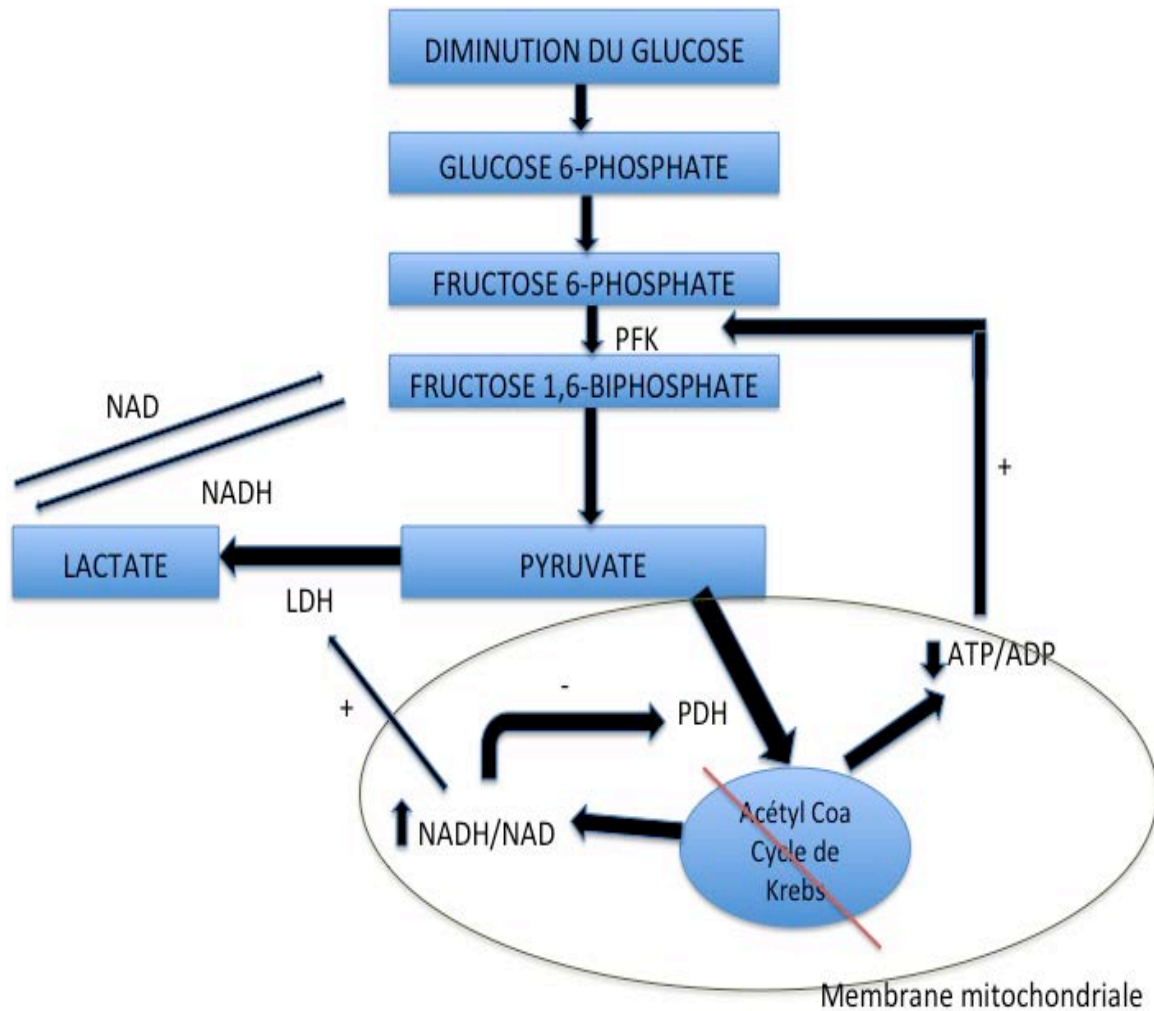 DIMINUTION DU GLUCOSE
GLUCOSE 6-PHOSPHATE
FRUCTOSE 6-PHOSPHATE
PFK
FRUCTOSE 1,6-BIPHOSPHATE
NAD
NADH
+
LACTATE
PYRUVATE
LDH
ATP/ADP
-
+
PDH
NADH/NAD
Acétyl Coa
Cycle de
Krebs
Membrane mitochondriale